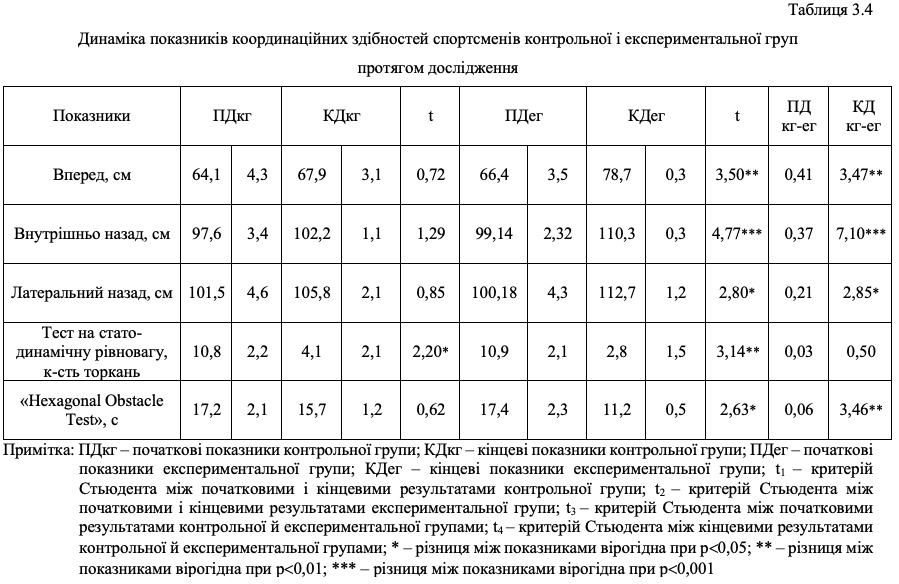 Таблиця 3.4
Динаміка показників координаційних здібностей спортсменів контрольної і експериментальної груп
протягом дослідження
Показники ПДкг КДкг t ПДег КДег t ПД кг-ег КД кг-ег
Вперед, см 64,1 4,3 67,9 3,1 0,72 66,4 3,5 78,7 0,3 3,50** 0,41 3,47**
Внутрішньо назад, см 97,6 3,4 102,2 1,1 1,29 99,14 2,32 110,3 0,3 4,77*** 0,37 7,10***
Латеральний назад, см 101,5 4,6 105,8 2,1 0,85 100,18 4,3 112,7 1,2 2,80* 0,21 2,85*
Тест на стато-
динамічну рівновагу,
к-сть торкань 10,8 2,2 4,1 2,1 2,20* 10,9 2,1 2,8 1,5 3,14** 0,03 0,50
«Hexagonal Obstacle
Test», с 17,2 2,1 15,7 1,2 0,62 17,4 2,3 11,2 0,5 2,63* 0,06 3,46**
Примітка: ПДкг – початкові показники контрольної групи; КДкг – кінцеві показники контрольної групи; ПДег – початкові
показники експериментальної групи; КДег – кінцеві показники експериментальної групи; t₁ – критерій
Стьюдента між початковими і кінцевими результатами контрольної групи; t₂ – критерій Стьюдента між
початковими і кінцевими результатами експериментальної групи; t₃ – критерій Стьюдента між початковими
результатами контрольної й експериментальної групами; t₄ – критерій Стьюдента між кінцевими результатами
контрольної й експериментальної групами; * – різниця між показниками вірогідна при p<0,05; ** – різниця між
показниками вірогідна при p<0,01; *** – різниця між показниками вірогідна при p<0,001